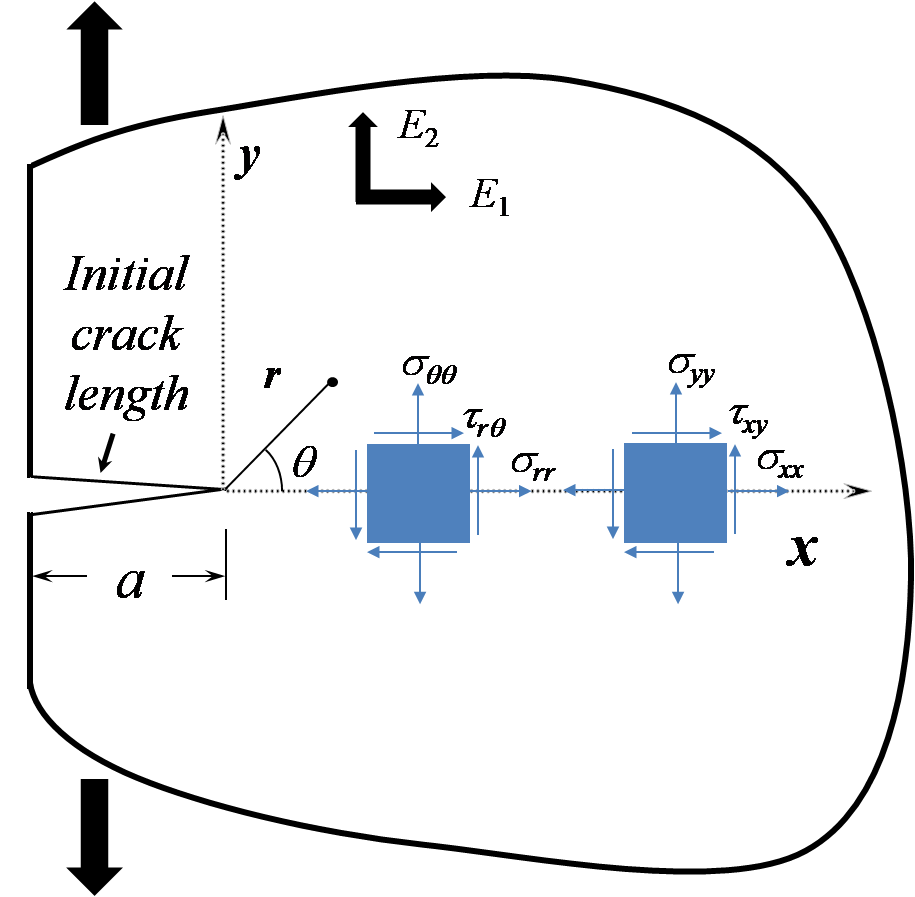 E₂
y
E₁
Initial
crack
length
r
θ
σθθ
τrθ
σrr
σyy
τxy
σxx
x
a